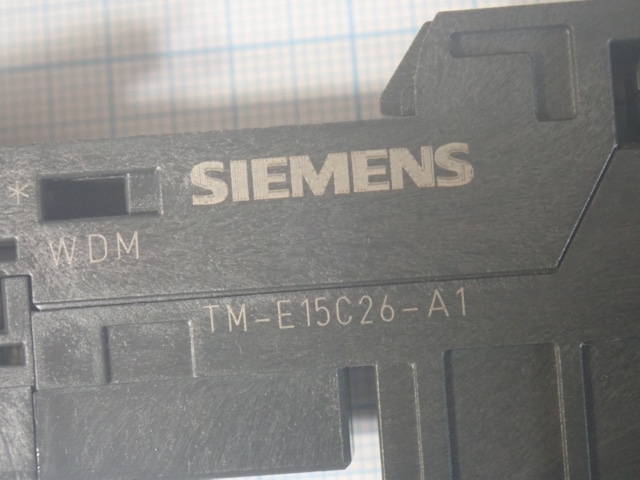 SIEMENS
* WDM
TM-E15C26-A1